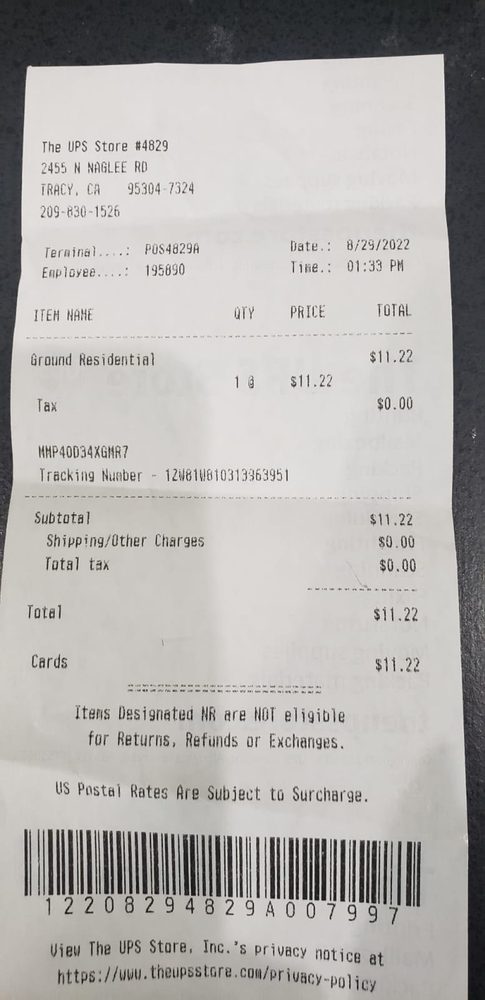 The UPS Store #4829
2455 N NAGLEE RD
TRACY, CA 95304-7324
209-830-1526
Terminal....: POS4829A Date.: 8/29/2022
Employee....: 195890 Time.: 01:33 PM
ITEM NAME QTY PRICE TOTAL
Ground Residential $11.22
1 @ $11.22
Tax $0.00
MMP40D34XGMR7
Tracking Number - 1ZW81W010313963951
Subtotal $11.22
Shipping/Other Charges $0.00
Total tax $0.00
Total $11.22
Cards $11.22
Items Designated NR are NOT eligible
for Returns, Refunds or Exchanges.
US Postal Rates Are Subject to Surcharge.
12208294829A007997
View The UPS Store, Inc.'s privacy notice at
https://www.theupsstore.com/privacy-policy